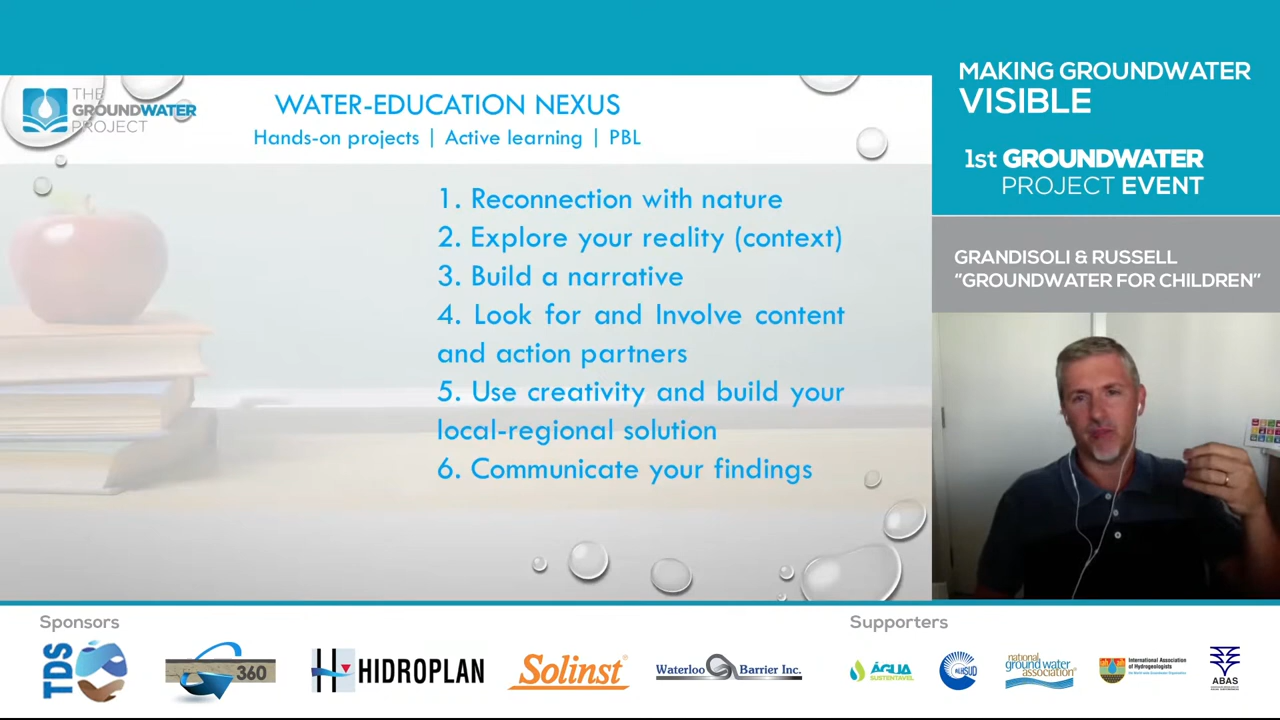 THE
GROUNDWATER
PROJECT
WATER-EDUCATION NEXUS
Hands-on projects | Active learning | PBL
1. Reconnection with nature
2. Explore your reality (context)
3. Build a narrative
4. Look for and Involve content
and action partners
5. Use creativity and build your
local-regional solution
6. Communicate your findings
MAKING GROUNDWATER
VISIBLE
1st GROUNDWATER
PROJECT EVENT
GRANDISOLI & RUSSELL
“GROUNDWATER FOR CHILDREN”
Sponsors
TDS
360
HIDROPLAN
Solinst
Waterloo Barrier Inc.
Supporters
ÁGUA
SUSTENTÁVEL
national
ground water
association
International Association
of Hydrogeologists
ABAS